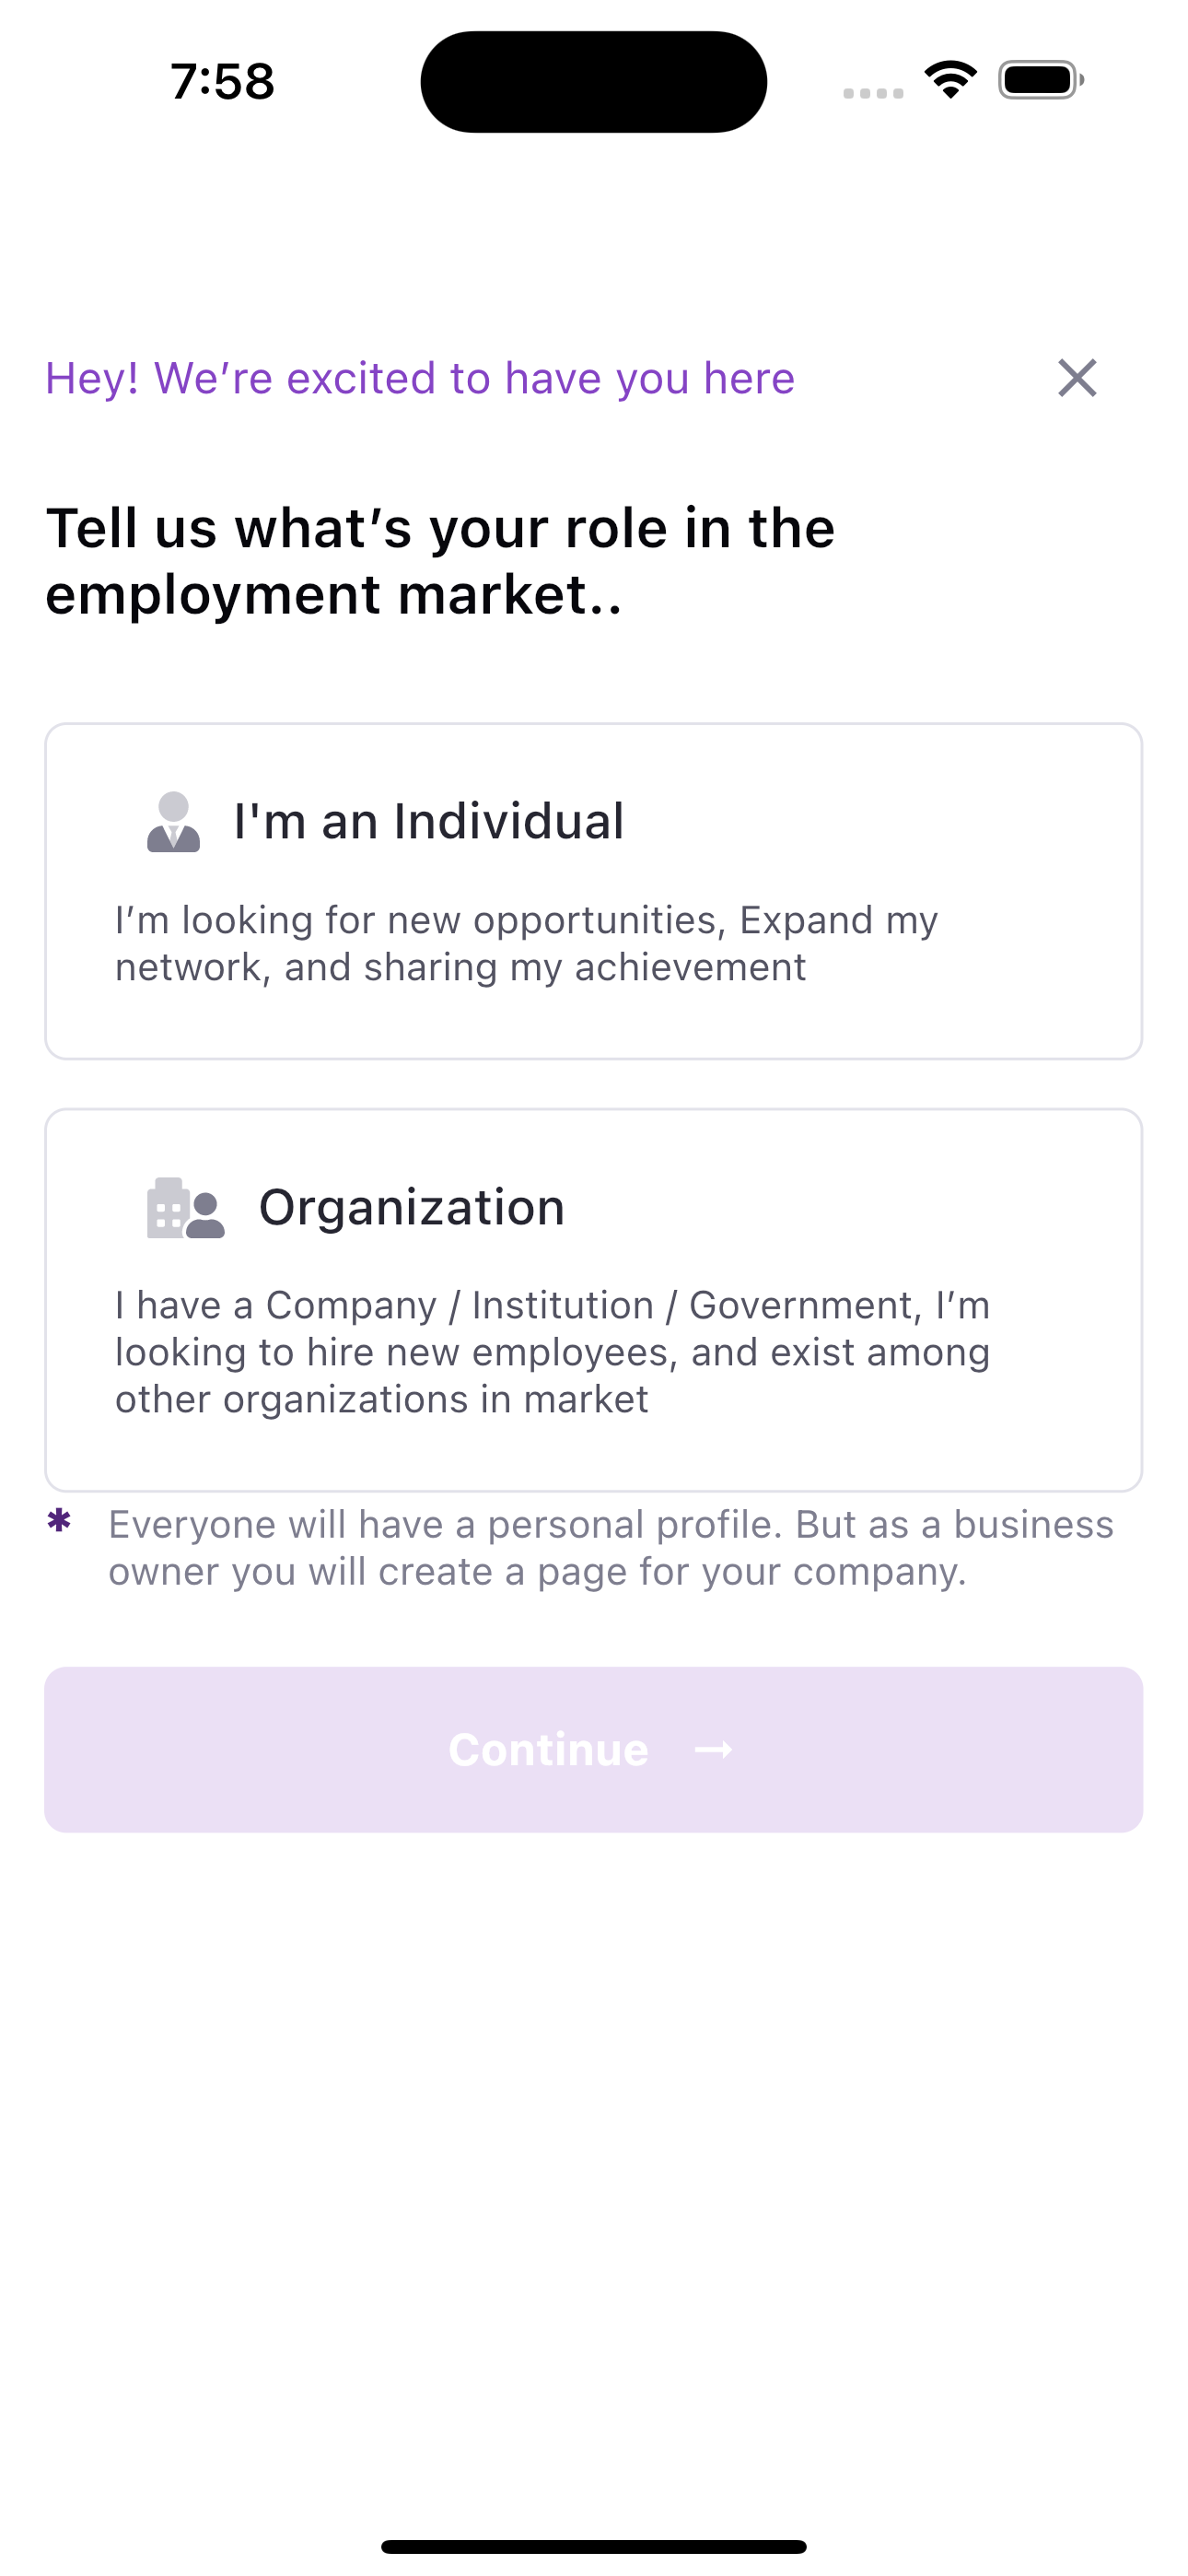 7:58
Hey! We’re excited to have you here
Tell us what’s your role in the
employment market..
I'm an Individual
I’m looking for new opportunities, Expand my
network, and sharing my achievement
Organization
I have a Company / Institution / Government, I’m
looking to hire new employees, and exist among
other organizations in market
* Everyone will have a personal profile. But as a business
owner you will create a page for your company.
Continue →